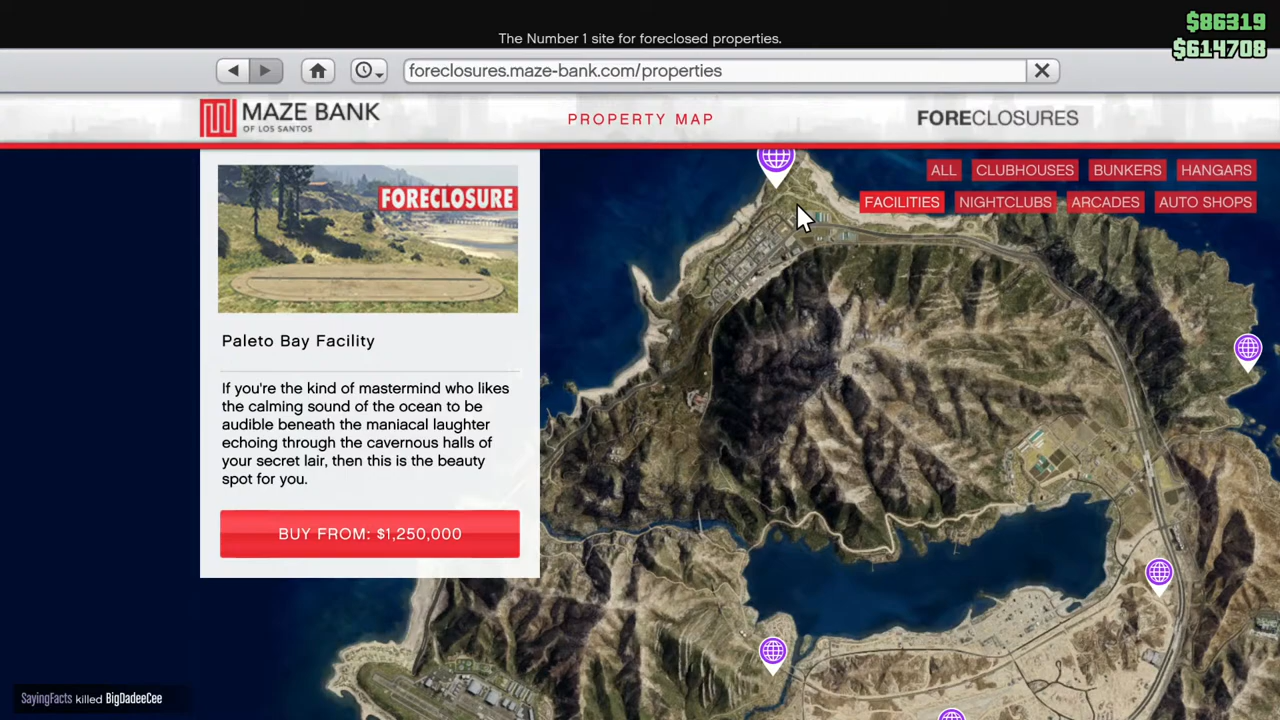 The Number 1 site for foreclosed properties.
$86319
$614708
foreclosures.maze-bank.com/properties
MAZE BANK
OF LOS SANTOS
PROPERTY MAP
FORECLOSURES
ALL CLUBHOUSES BUNKERS HANGARS
FACILITIES NIGHTCLUBS ARCADES AUTO SHOPS
FORECLOSURE
Paleto Bay Facility
If you're the kind of mastermind who likes
the calming sound of the ocean to be
audible beneath the maniacal laughter
echoing through the cavernous halls of
your secret lair, then this is the beauty
spot for you.
BUY FROM: $1,250,000
SayingFacts killed BigDadeeCee